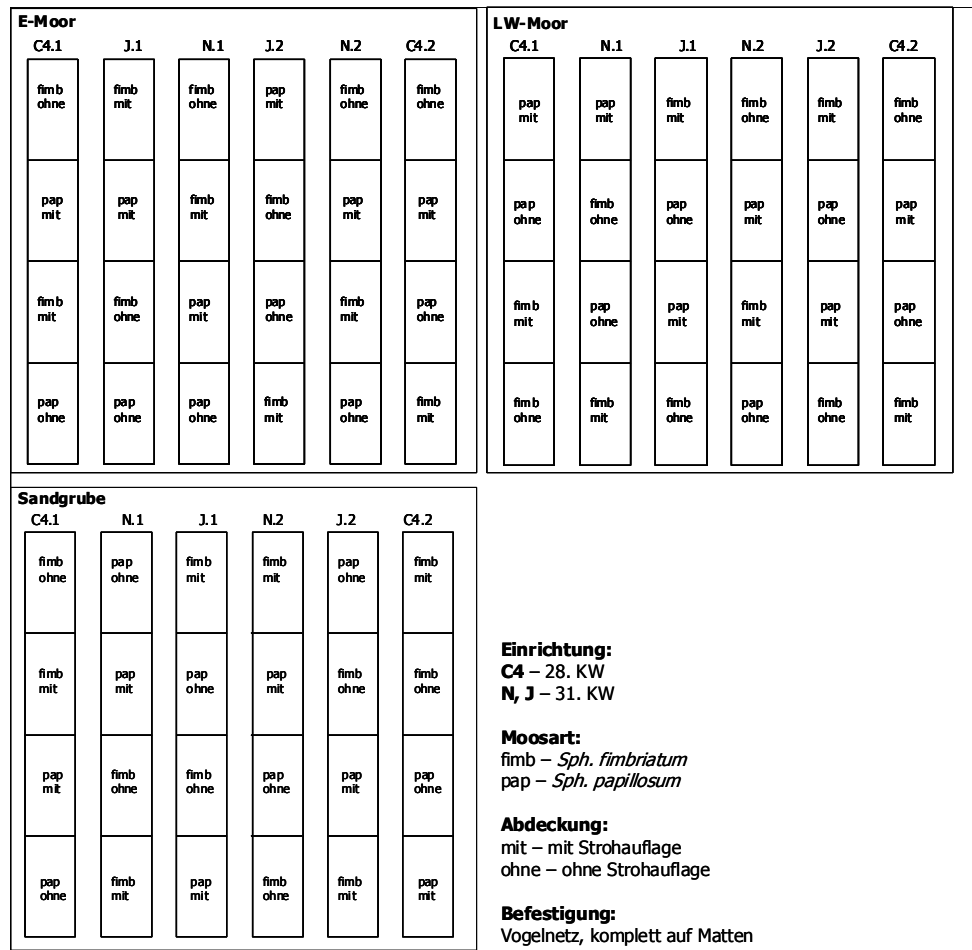 E-Moor
C4.1 J.1 N.1 J.2 N.2 C4.2
fimb fimb fimb pap fimb fimb
ohne mit ohne mit ohne ohne
pap pap fimb fimb pap pap
mit mit mit ohne mit mit
fimb fimb pap pap fimb pap
mit ohne mit ohne mit ohne
pap pap pap fimb pap fimb
ohne ohne ohne mit ohne mit
LW-Moor
C4.1 N.1 J.1 N.2 J.2 C4.2
pap pap fimb fimb fimb fimb
mit mit mit ohne mit ohne
pap fimb pap pap pap pap
ohne ohne ohne mit ohne mit
fimb pap pap fimb pap pap
mit ohne mit mit mit ohne
fimb fimb fimb pap fimb fimb
ohne mit ohne ohne ohne mit
Sandgrube
C4.1 N.1 J.1 N.2 J.2 C4.2
fimb pap fimb fimb pap fimb
ohne ohne mit mit ohne mit
fimb pap pap pap fimb fimb
mit mit ohne mit ohne ohne
pap fimb fimb pap pap pap
mit ohne ohne ohne mit ohne
pap fimb pap fimb fimb pap
ohne mit mit ohne mit mit
Einrichtung:
C4 – 28. KW
N, J – 31. KW
Moosart:
fimb – Sph. fimbriatum
pap – Sph. papillosum
Abdeckung:
mit – mit Strohauflage
ohne – ohne Strohauflage
Befestigung:
Vogelnetz, komplett auf Matten